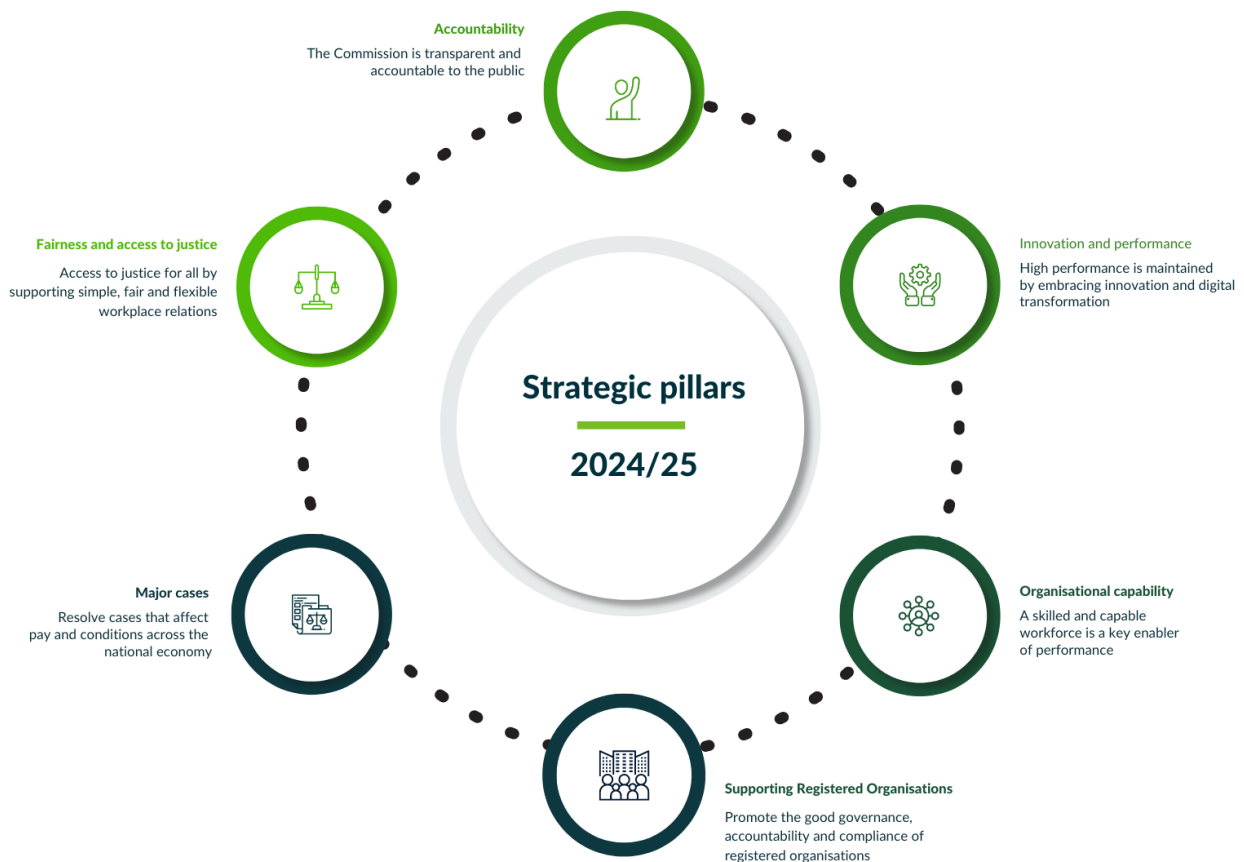 Accountability
The Commission is transparent and
accountable to the public
Fairness and access to justice
Access to justice for all by
supporting simple, fair and flexible
workplace relations
Innovation and performance
High performance is maintained
by embracing innovation and digital
transformation
Strategic pillars
2024/25
Major cases
Resolve cases that affect
pay and conditions across the
national economy
Organisational capability
A skilled and capable
workforce is a key enabler
of performance
Supporting Registered Organisations
Promote the good governance,
accountability and compliance of
registered organisations